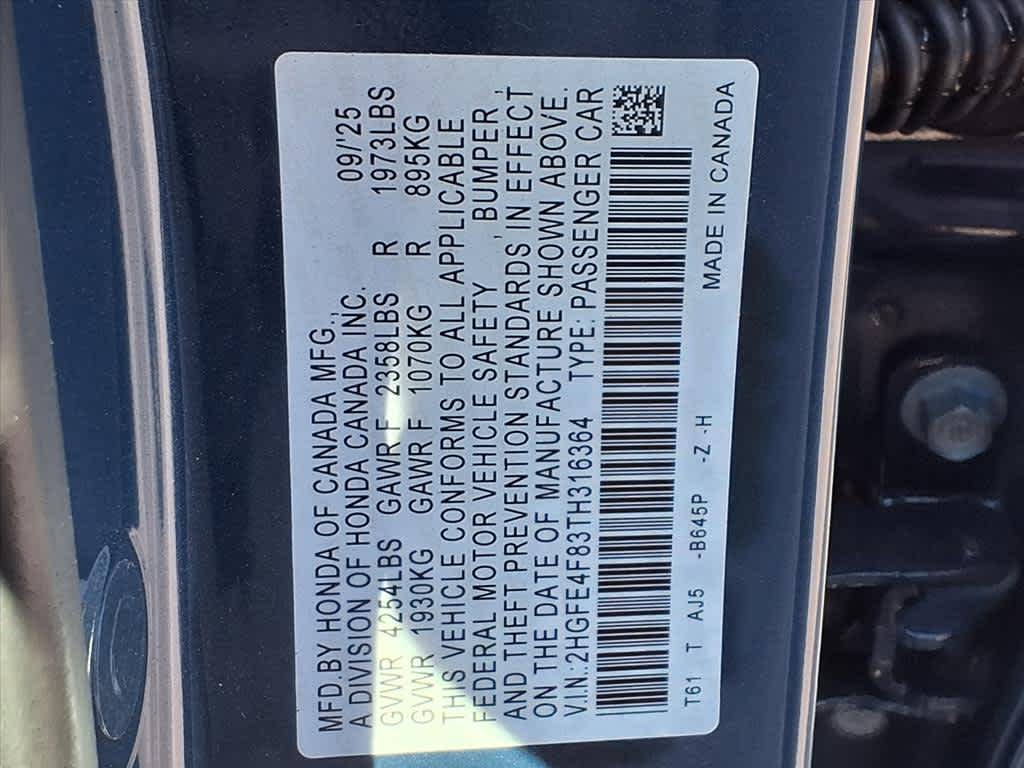 MFD.BY HONDA OF CANADA MFG., 09/'25
A DIVISION OF HONDA CANADA INC.
GVWR 4254LBS GAWR F 2358LBS R 1973LBS
GVWR 1930KG GAWR F 1070KG R 895KG
THIS VEHICLE CONFORMS TO ALL APPLICABLE
FEDERAL MOTOR VEHICLE SAFETY , BUMPER ,
AND THEFT PREVENTION STANDARDS IN EFFECT
ON THE DATE OF MANUFACTURE SHOWN ABOVE.
V.I.N:2HGFE4F83TH316364 TYPE:PASSENGER CAR
T61 T AJ5 -B645P -Z -H MADE IN CANADA